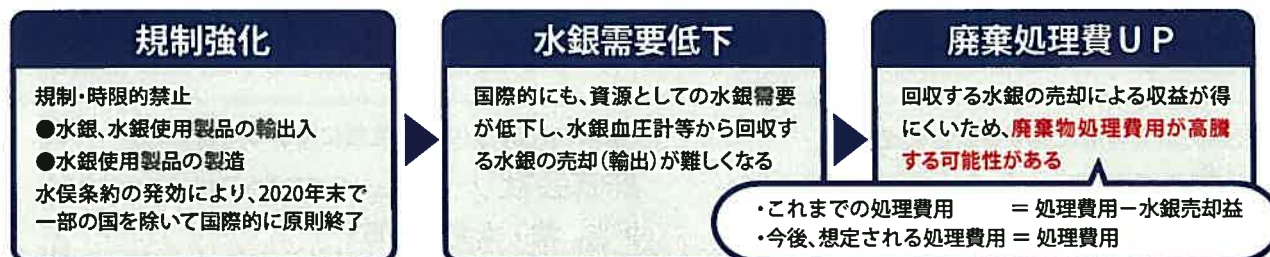 規制強化
規制・時限的禁止
●水銀、水銀使用製品の輸出入
●水銀使用製品の製造
水俣条約の発効により、2020年末で
一部の国を除いて国際的に原則終了
水銀需要低下
国際的にも、資源としての水銀需要
が低下し、水銀血圧計等から回収す
る水銀の売却(輸出)が難しくなる
廃棄処理費UP
回収する水銀の売却による収益が得
にくいため、廃棄物処理費用が高騰
する可能性がある
・これまでの処理費用 = 処理費用−水銀売却益
・今後、想定される処理費用 = 処理費用